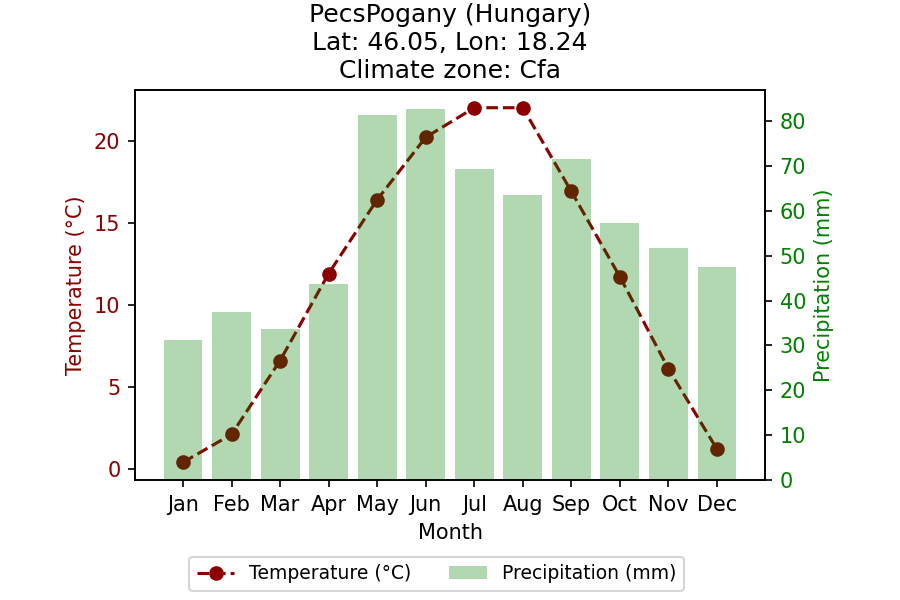 PecsPogany (Hungary)
Lat: 46.05, Lon: 18.24
Climate zone: Cfa
Temperature (°C)
20
15
10
5
0
80
70
60
50
40
30
20
10
0
Precipitation (mm)
Jan Feb Mar Apr May Jun Jul Aug Sep Oct Nov Dec
Month
Temperature (°C) Precipitation (mm)